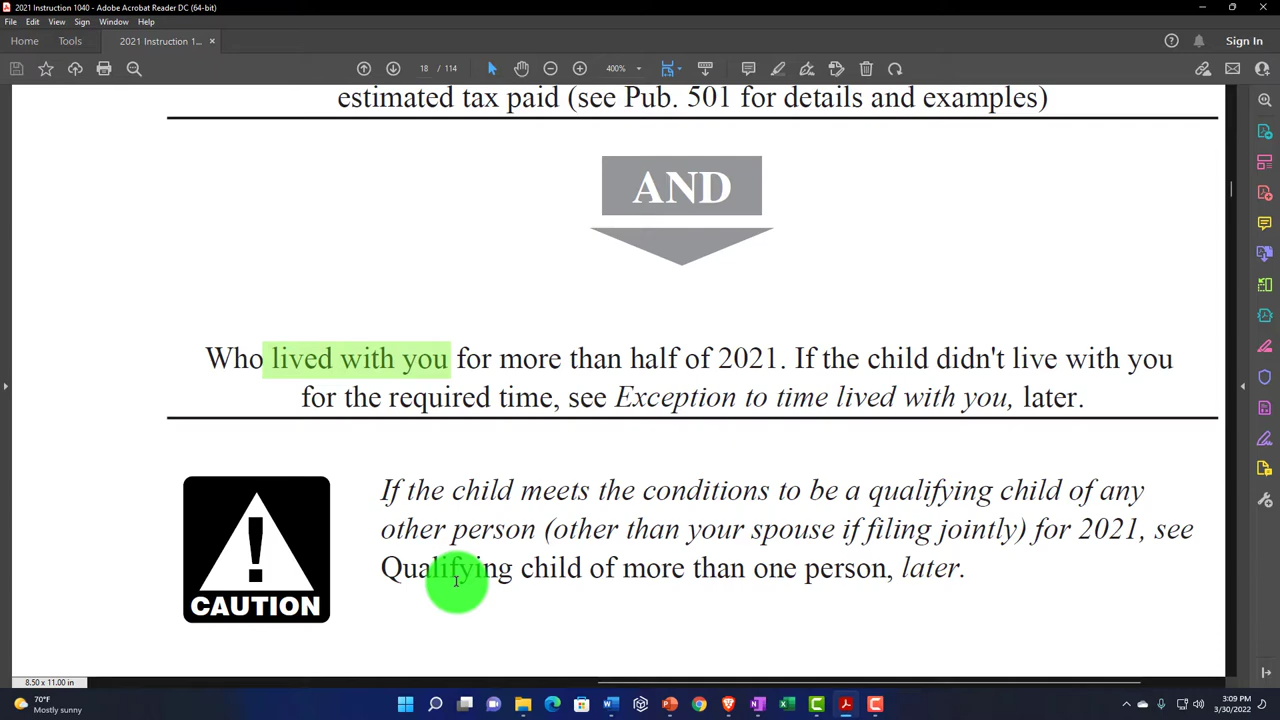 2021 Instruction 1040 - Adobe Acrobat Reader DC (64-bit)
File Edit View Sign Window Help
Home Tools 2021 Instruction 1... × Sign In
18 / 114 400%
estimated tax paid (see Pub. 501 for details and examples)
AND
Who lived with you for more than half of 2021. If the child didn't live with you
for the required time, see Exception to time lived with you, later.
If the child meets the conditions to be a qualifying child of any
other person (other than your spouse if filing jointly) for 2021, see
Qualifying child of more than one person, later.
CAUTION
8.50 x 11.00 in
70°F
Mostly sunny
3:09 PM
3/30/2022